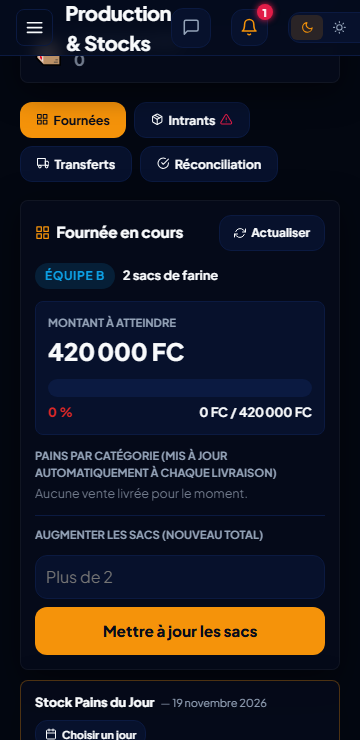 Production
& Stocks
1
0
Fournées
Intrants
Transferts
Réconciliation
Fournée en cours
Actualiser
ÉQUIPE B
2 sacs de farine
MONTANT À ATTEINDRE
420 000 FC
0 %
0 FC / 420 000 FC
PAINS PAR CATÉGORIE (MIS À JOUR
AUTOMATIQUEMENT À CHAQUE LIVRAISON)
Aucune vente livrée pour le moment.
AUGMENTER LES SACS (NOUVEAU TOTAL)
Plus de 2
Mettre à jour les sacs
Stock Pains du Jour — 19 novembre 2026
Choisir un jour